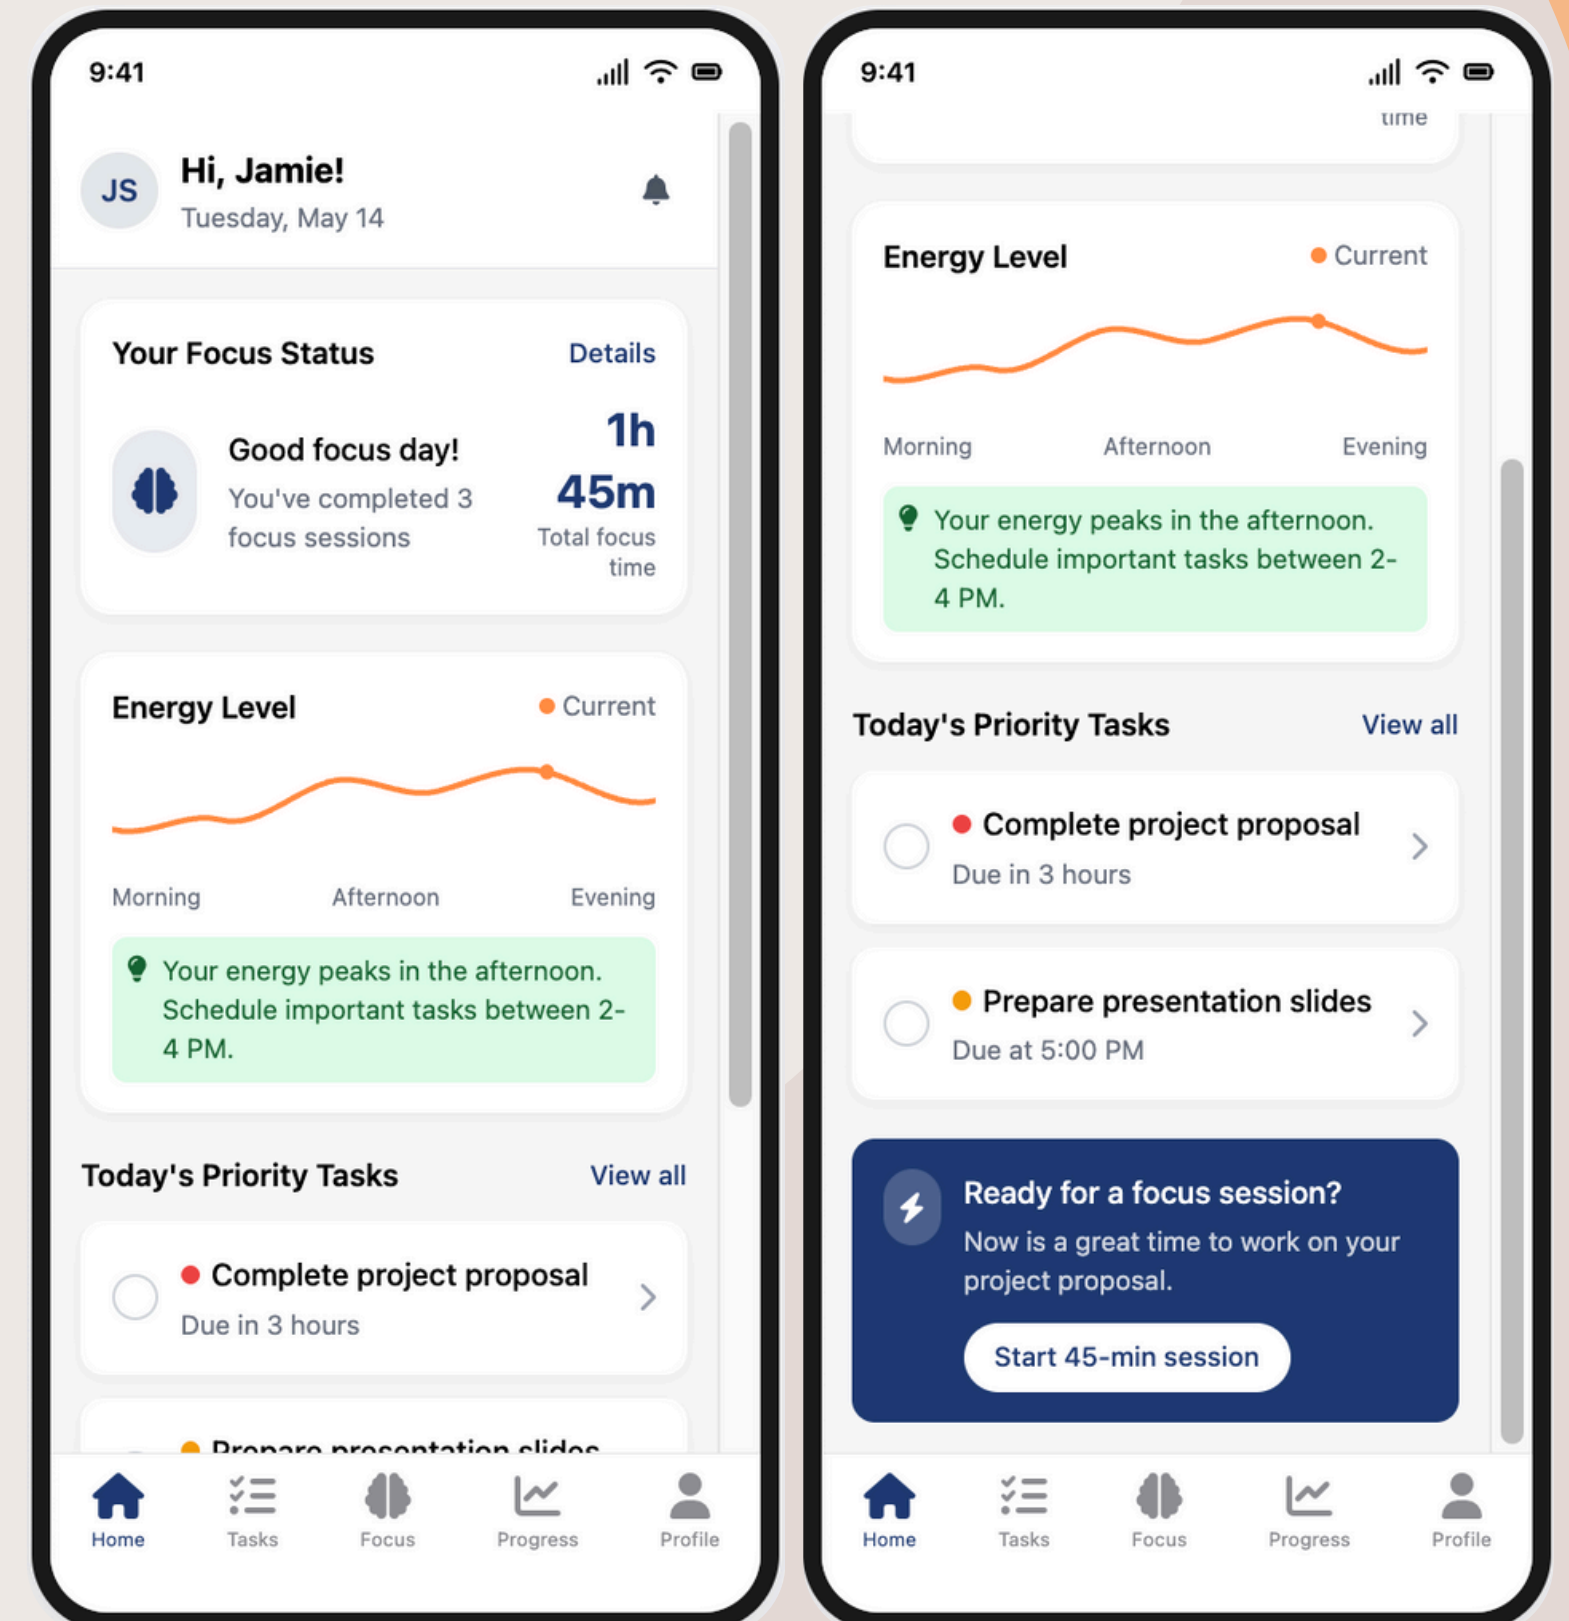 9:41
JS
Hi, Jamie!
Tuesday, May 14
Your Focus Status
Details
Good focus day!
You've completed 3
focus sessions
1h
45m
Total focus
time
Energy Level
Current
Morning
Afternoon
Evening
Your energy peaks in the afternoon.
Schedule important tasks between 2-
4 PM.
Today's Priority Tasks
View all
Complete project proposal
Due in 3 hours
Prepare presentation slides
Home
Tasks
Focus
Progress
Profile
9:41
time
Energy Level
Current
Morning
Afternoon
Evening
Your energy peaks in the afternoon.
Schedule important tasks between 2-
4 PM.
Today's Priority Tasks
View all
Complete project proposal
Due in 3 hours
Prepare presentation slides
Due at 5:00 PM
Ready for a focus session?
Now is a great time to work on your
project proposal.
Start 45-min session
Home
Tasks
Focus
Progress
Profile